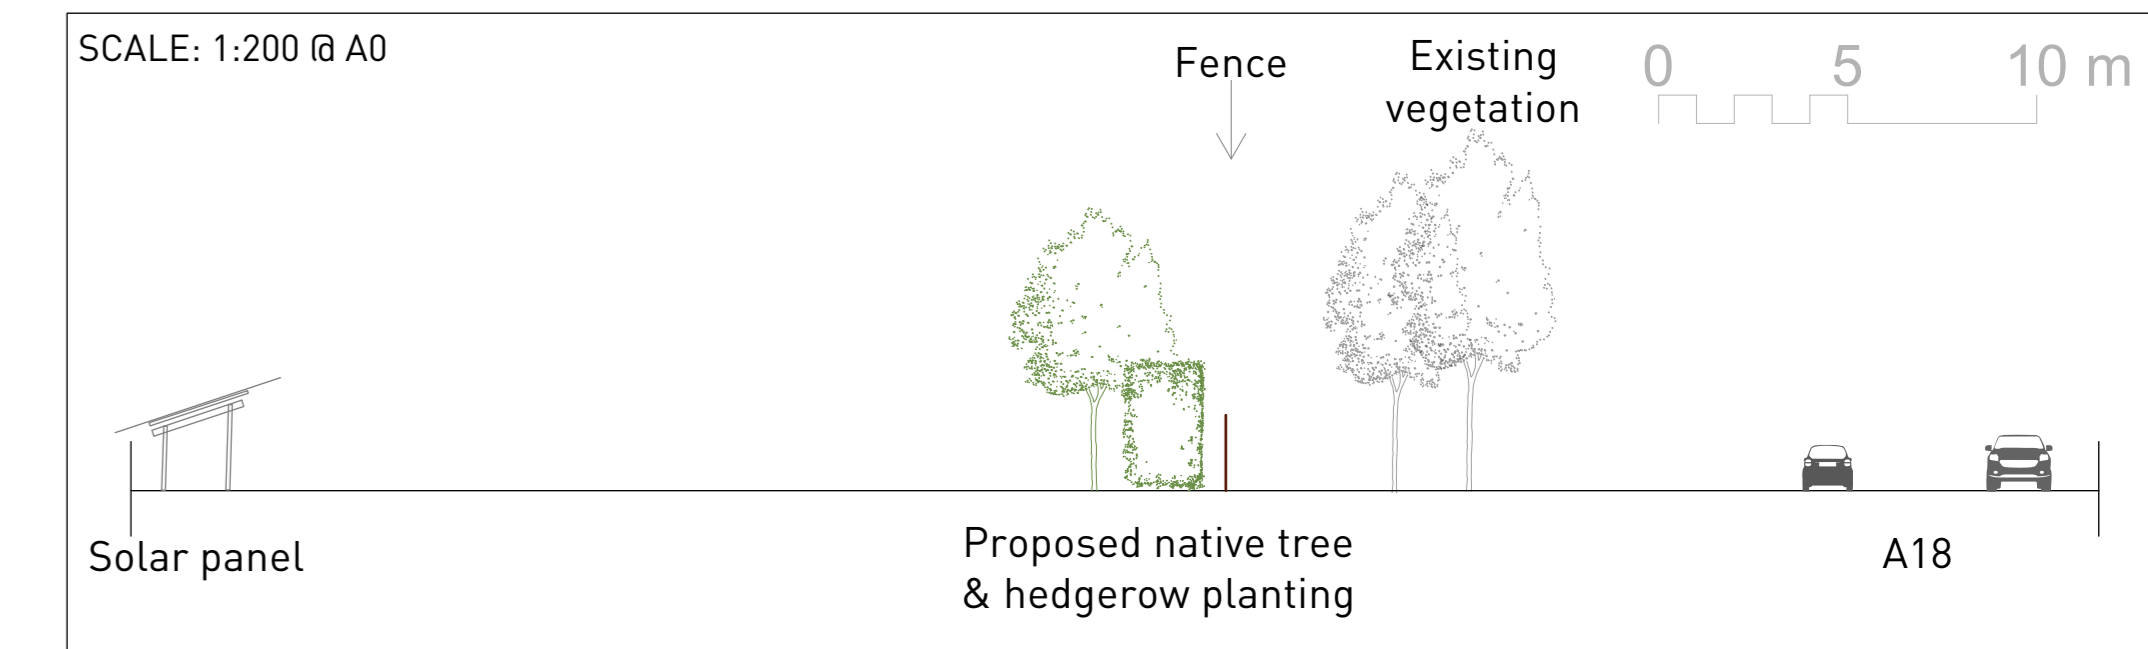 SCALE: 1:200 @ A0
Fence
Existing
vegetation
0 5 10 m
Solar panel
Proposed native tree
& hedgerow planting
A18